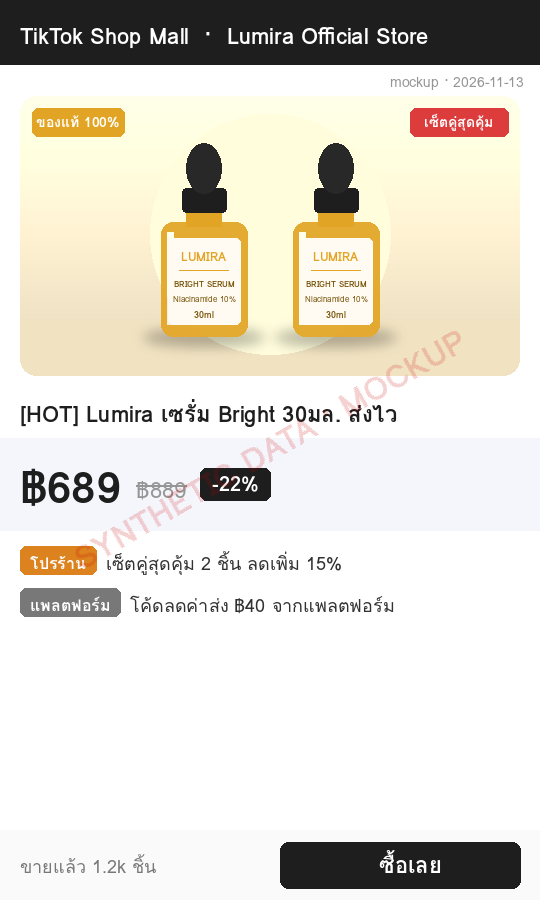 TikTok Shop Mall · Lumira Official Store
mockup · 2026-11-13
ของแท้ 100%
เซ็ตคู่สุดคุ้ม
LUMIRA
BRIGHT SERUM
Niacinamide 10%
30ml
LUMIRA
BRIGHT SERUM
Niacinamide 10%
30ml
SYNTHETIC DATA · MOCKUP
[HOT] Lumira เซรั่ม Bright 30มล. ส่งไว
฿689 ฿889 -22%
โปรร้าน เซ็ตคู่สุดคุ้ม 2 ชิ้น ลดเพิ่ม 15%
แพลตฟอร์ม โค้ดลดค่าส่ง ฿40 จากแพลตฟอร์ม
ขายแล้ว 1.2k ชิ้น
ซื้อเลย